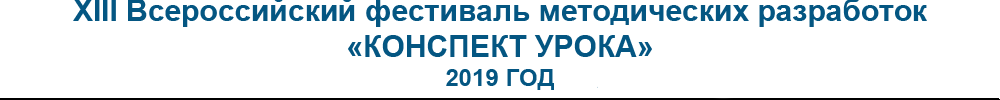 XIII Всероссийский фестиваль методических разработок
«КОНСПЕКТ УРОКА»
2019 ГОД